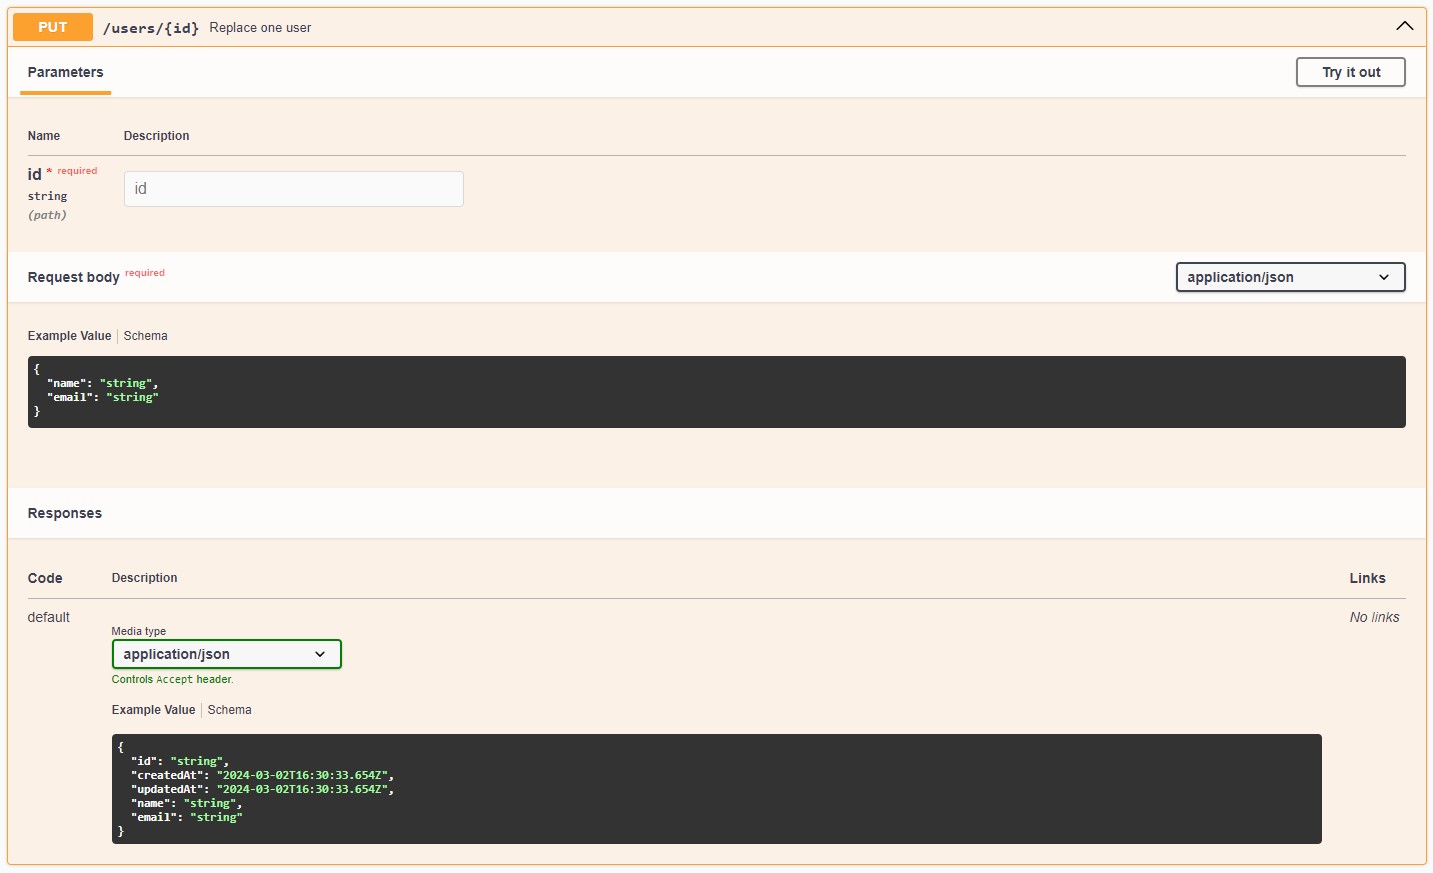 PUT /users/{id} Replace one user
Parameters Try it out
Name Description
id * required id
string
(path)
Request body required application/json
Example Value Schema
{
  "name": "string",
  "email": "string"
}
Responses
Code Description Links
default No links
Media type
application/json
Controls Accept header.
Example Value Schema
{
  "id": "string",
  "createdAt": "2024-03-02T16:30:33.654Z",
  "updatedAt": "2024-03-02T16:30:33.654Z",
  "name": "string",
  "email": "string"
}